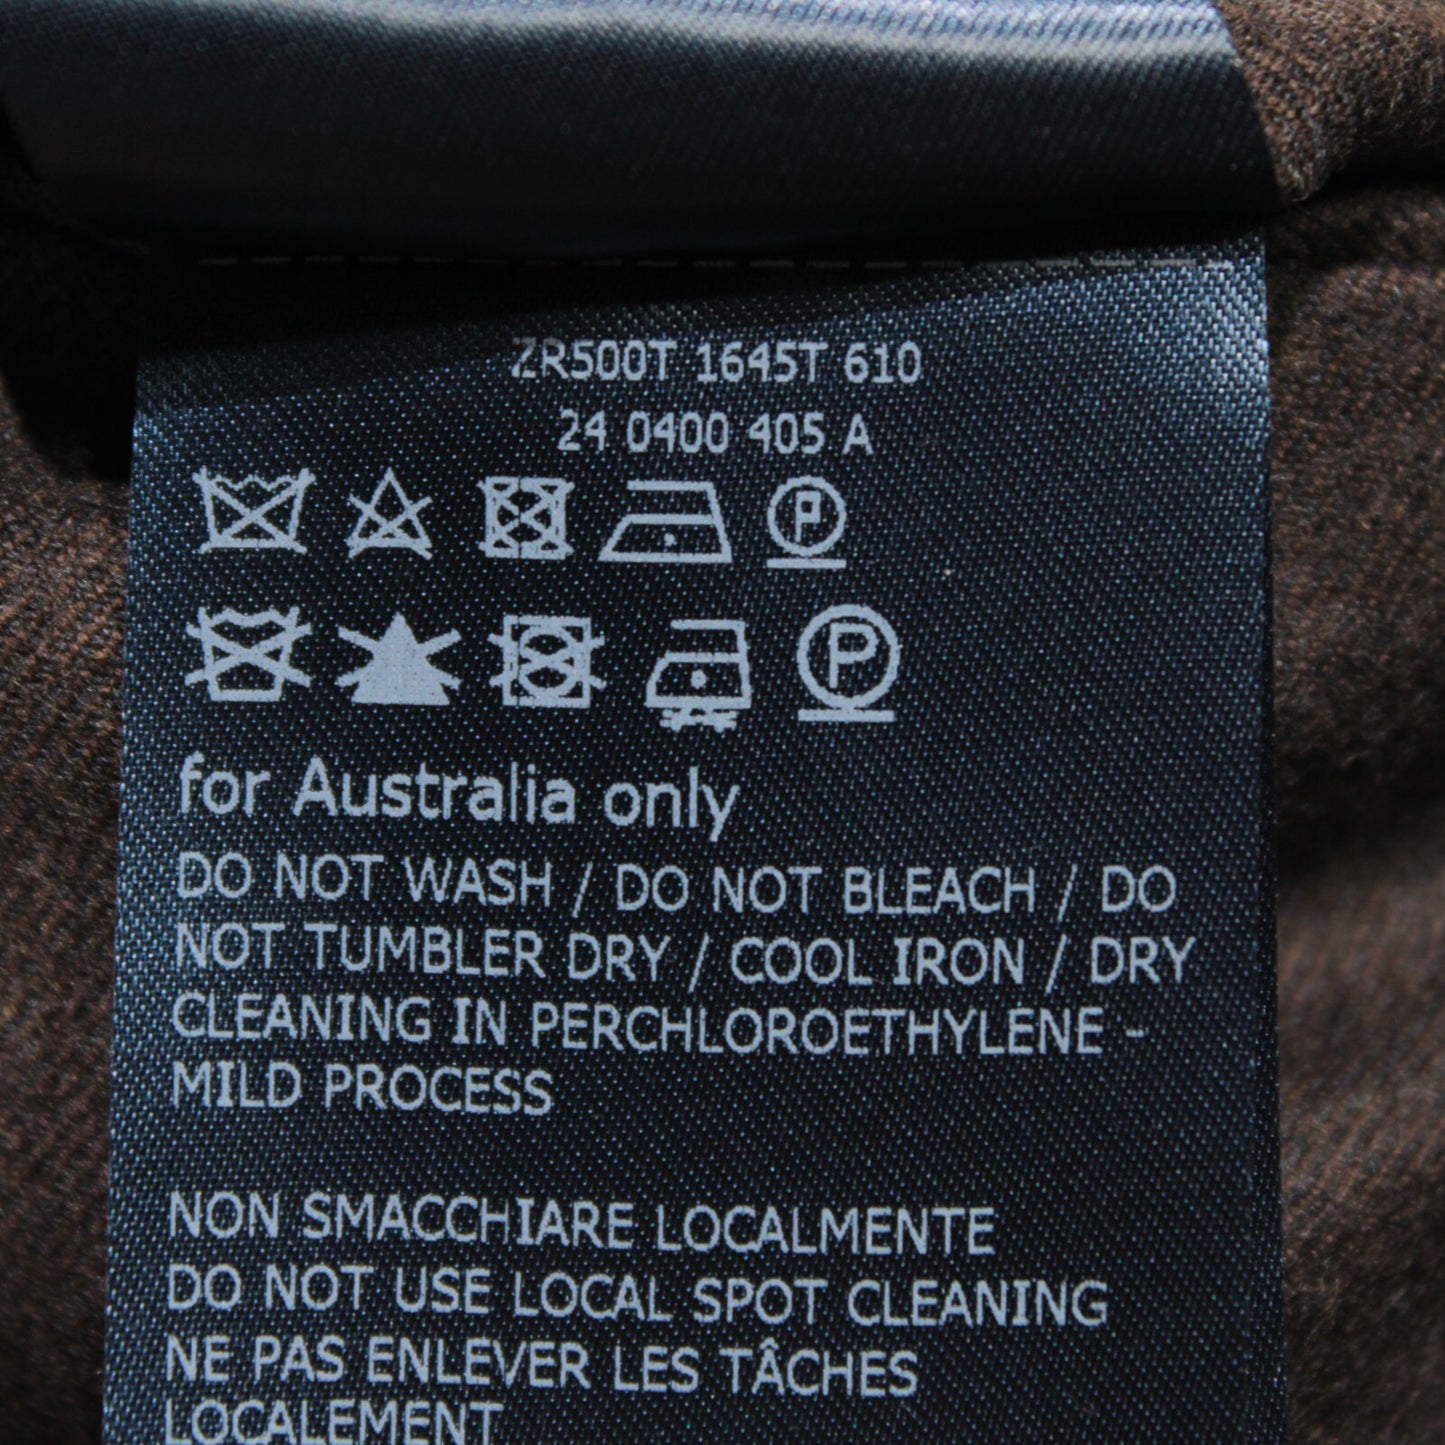 ZR500T 1645T 610
24 0400 405 A
P
P
for Australia only
DO NOT WASH / DO NOT BLEACH / DO
NOT TUMBLER DRY / COOL IRON / DRY
CLEANING IN PERCHLOROETHYLENE -
MILD PROCESS
NON SMACCHIARE LOCALMENTE
DO NOT USE LOCAL SPOT CLEANING
NE PAS ENLEVER LES TÂCHES
LOCALEMENT